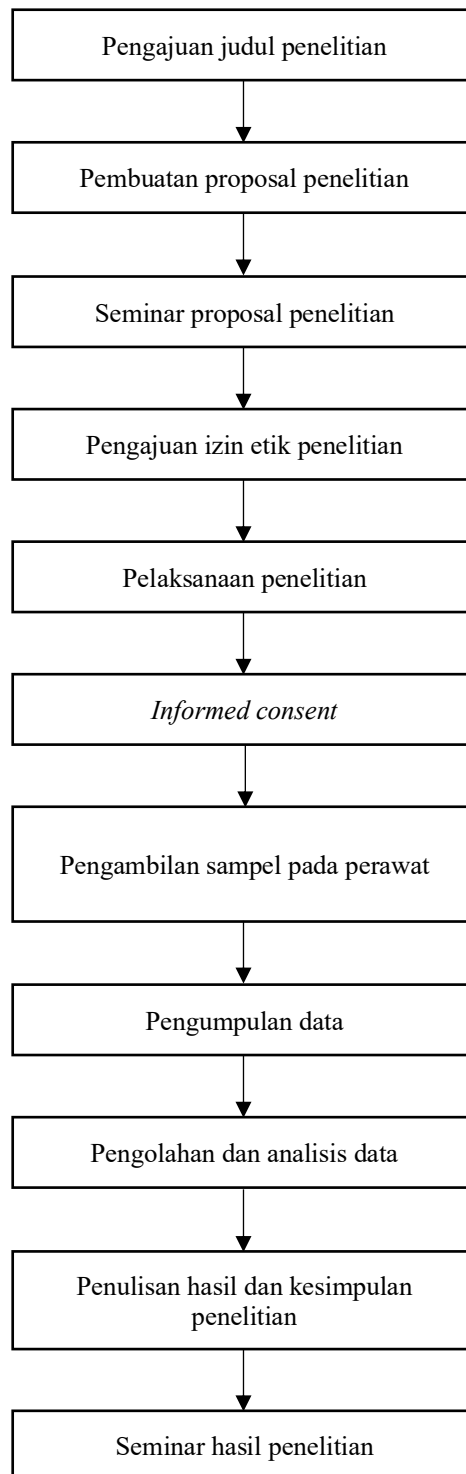 Pengajuan judul penelitian
Pembuatan proposal penelitian
Seminar proposal penelitian
Pengajuan izin etik penelitian
Pelaksanaan penelitian
Informed consent
Pengambilan sampel pada perawat
Pengumpulan data
Pengolahan dan analisis data
Penulisan hasil dan kesimpulan
penelitian
Seminar hasil penelitian